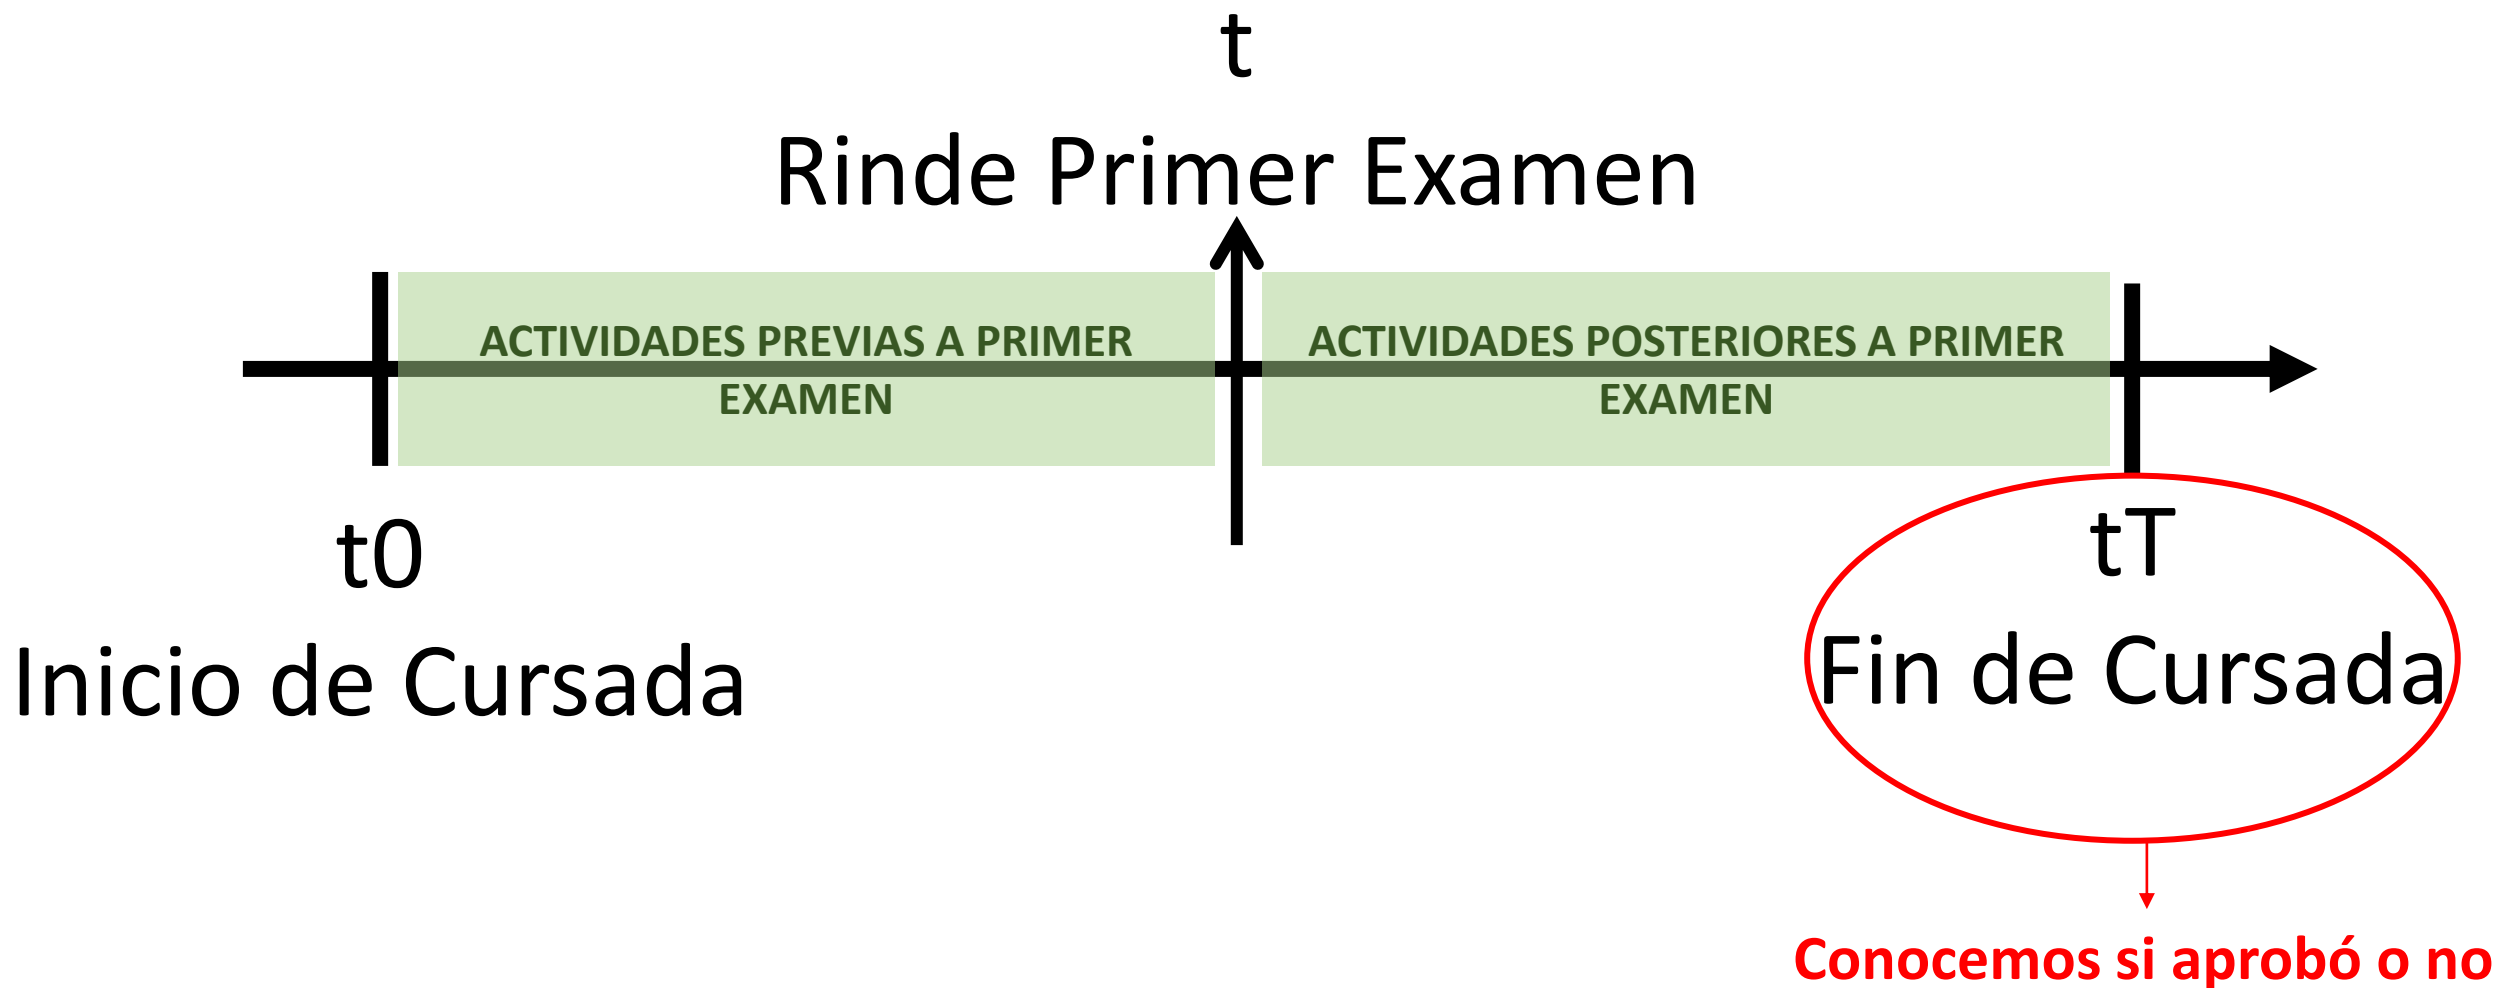 t
Rinde Primer Examen
ACTIVIDADES PREVIAS A PRIMER
EXAMEN
ACTIVIDADES POSTERIORES A PRIMER
EXAMEN
t0
Inicio de Cursada
tT
Fin de Cursada
Conocemos si aprobó o no